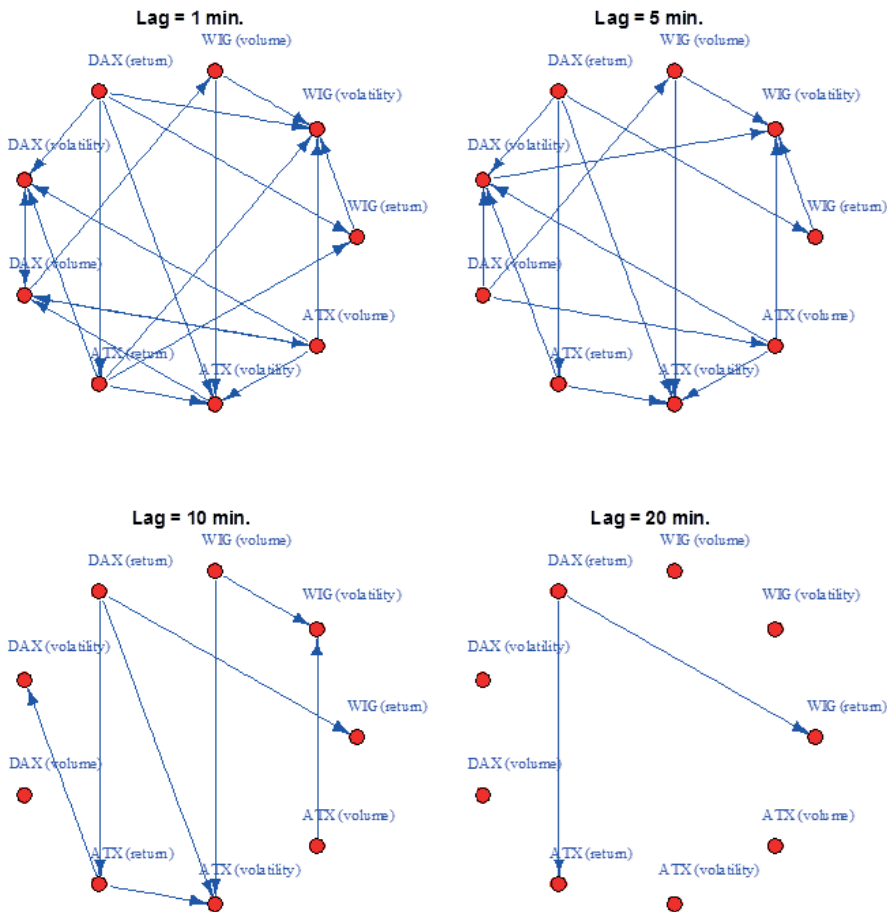 Lag = 1 min.
WIG (volume)
DAX (return)
WIG (volatility)
DAX (volatility)
WIG (return)
DAX (volume)
ATX (volume)
ATX (return)
ATX (volatility)
Lag = 5 min.
WIG (volume)
DAX (return)
WIG (volatility)
DAX (volatility)
WIG (return)
DAX (volume)
ATX (volume)
ATX (return)
ATX (volatility)
Lag = 10 min.
WIG (volume)
DAX (return)
WIG (volatility)
DAX (volatility)
WIG (return)
DAX (volume)
ATX (volume)
ATX (return)
ATX (volatility)
Lag = 20 min.
WIG (volume)
DAX (return)
WIG (volatility)
DAX (volatility)
WIG (return)
DAX (volume)
ATX (volume)
ATX (return)
ATX (volatility)